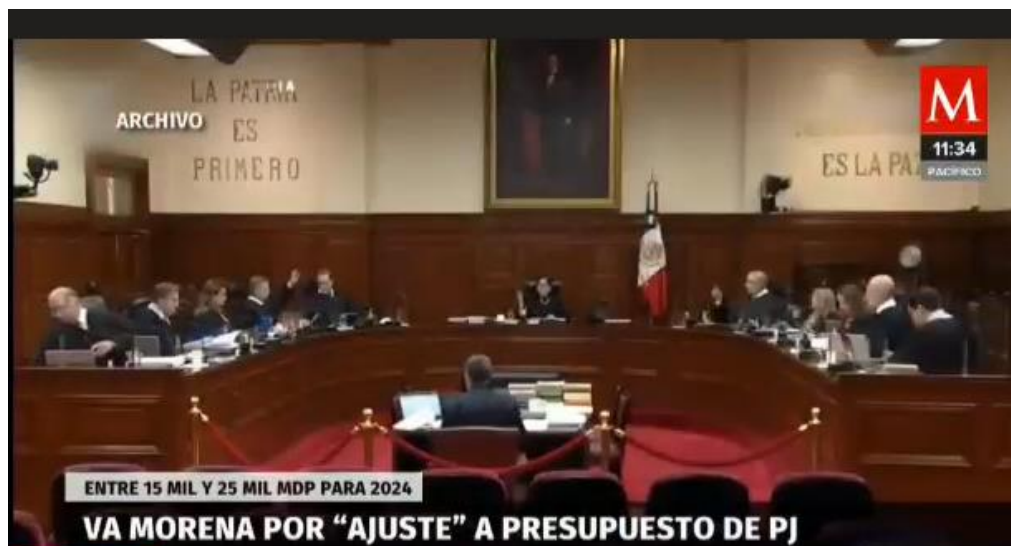 LA PATRIA
ARCHIVO
ES
PRIMERO
M
11:34
PACÍFICO
ES LA PA
ENTRE 15 MIL Y 25 MIL MDP PARA 2024
VA MORENA POR “AJUSTE” A PRESUPUESTO DE PJ